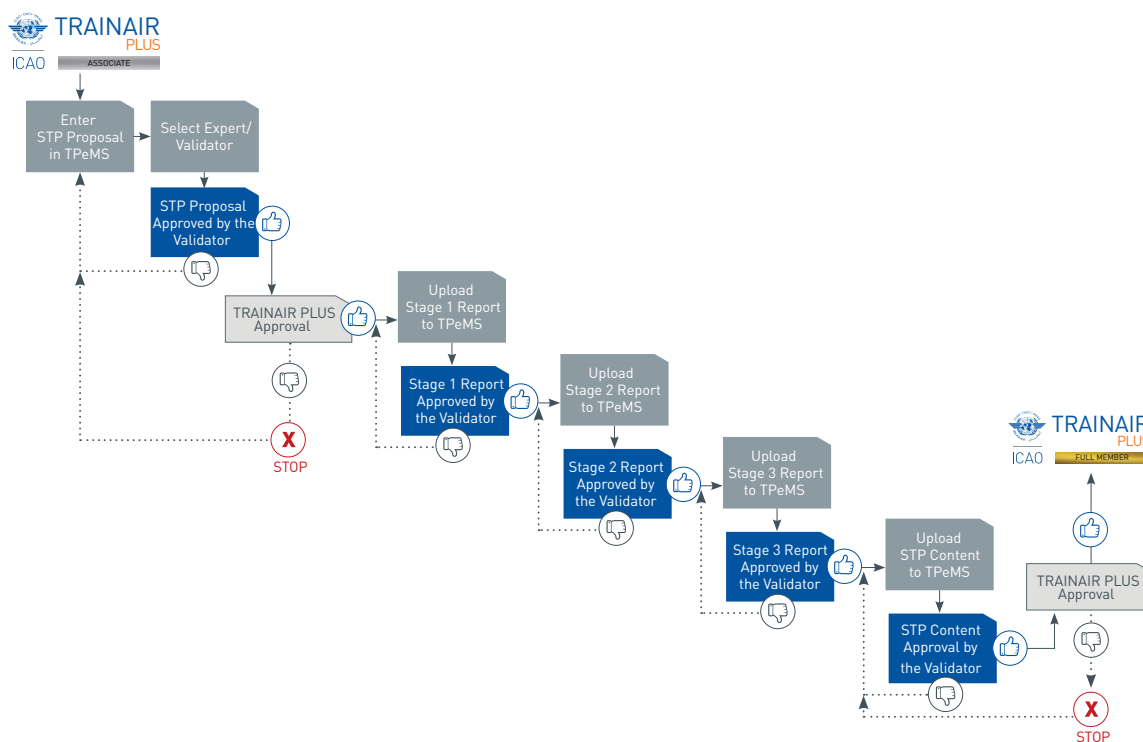 TRAINAIR
PLUS
ICAO
ASSOCIATE
Enter
STP Proposal
in TPeMS
Select Expert/
Validator
STP Proposal
Approved by the
Validator
TRAINAIR PLUS
Approval
X
STOP
Upload
Stage 1 Report
to TPeMS
Stage 1 Report
Approved by
the Validator
Upload
Stage 2 Report
to TPeMS
Stage 2 Report
Approved by
the Validator
Upload
Stage 3 Report
to TPeMS
Stage 3 Report
Approved by
the Validator
Upload
STP Content
to TPeMS
STP Content
Approval by
the Validator
TRAINAIR PLUS
Approval
X
STOP
TRAINAIR
PLUS
ICAO
FULL MEMBER